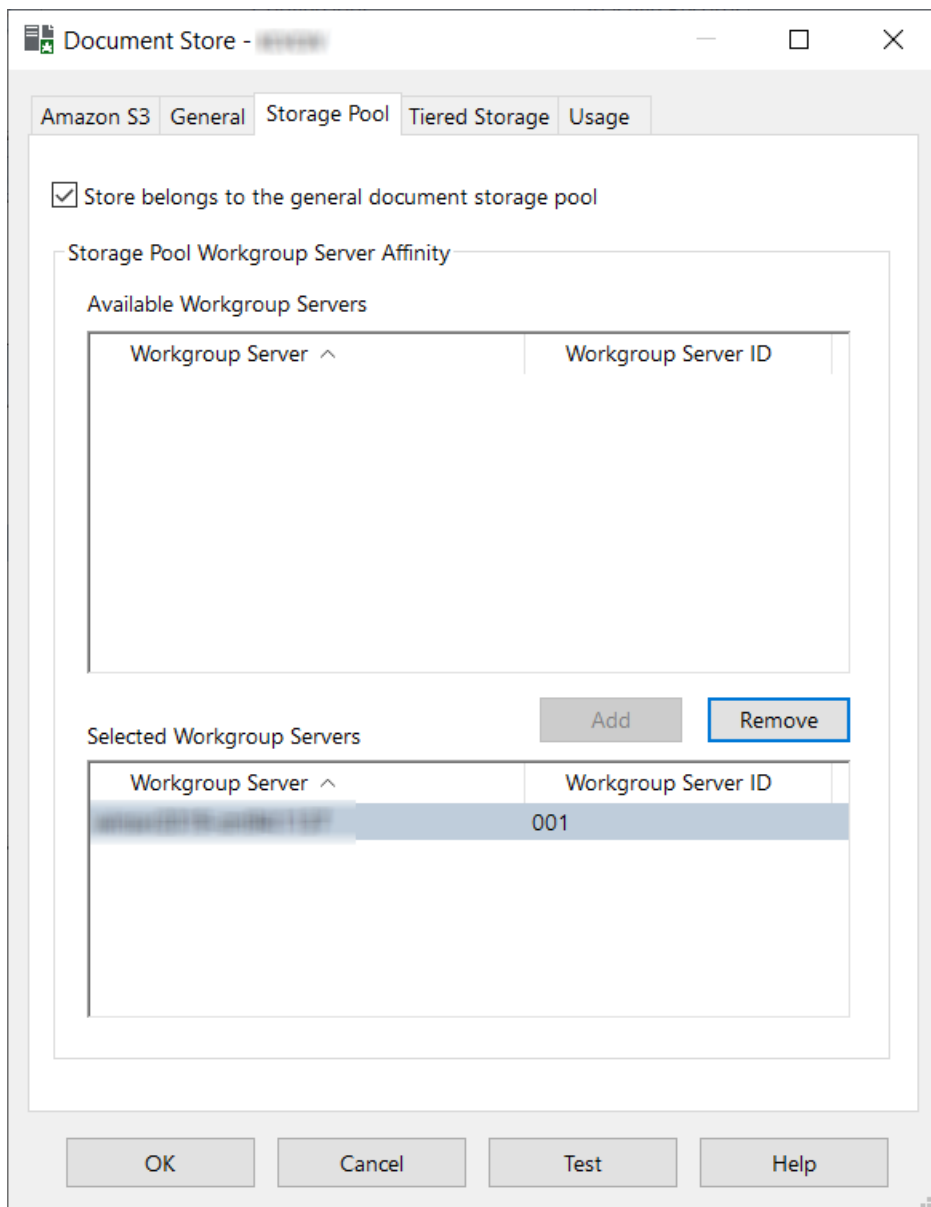 Document Store -
Amazon S3 General Storage Pool Tiered Storage Usage
Store belongs to the general document storage pool
Storage Pool Workgroup Server Affinity
Available Workgroup Servers
Workgroup Server Workgroup Server ID
Add Remove
Selected Workgroup Servers
Workgroup Server Workgroup Server ID
001
OK Cancel Test Help